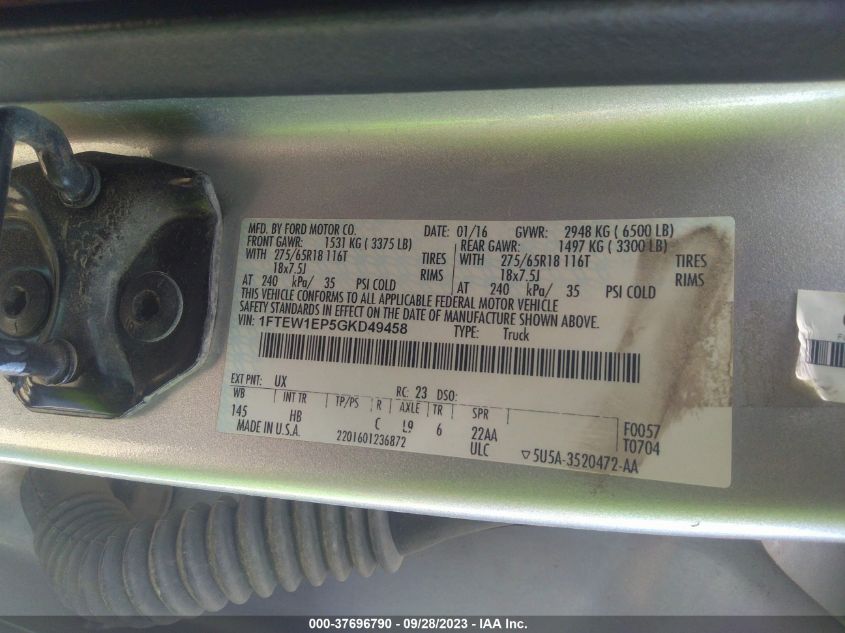 MFD. BY FORD MOTOR CO. DATE: 01/16 GVWR: 2948 KG ( 6500 LB)
FRONT GAWR: 1531 KG ( 3375 LB) REAR GAWR: 1497 KG ( 3300 LB)
WITH 275/65R18 116T TIRES WITH 275/65R18 116T TIRES
18x7.5J RIMS 18x7.5J RIMS
AT 240 kPa/ 35 PSI COLD AT 240 kPa/ 35 PSI COLD
THIS VEHICLE CONFORMS TO ALL APPLICABLE FEDERAL MOTOR VEHICLE
SAFETY STANDARDS IN EFFECT ON THE DATE OF MANUFACTURE SHOWN ABOVE.
VIN: 1FTEW1EP5GKD49458 TYPE: Truck
EXT PNT: UX RC: 23 DSO:
WB INT TR TP/PS R AXLE TR SPR
145 HB C L9 6 22AA F0057
MADE IN U.S.A. 2201601236872 ULC T0704
▽5U5A-3520472-AA
000-37696790 - 09/28/2023 - IAA Inc.